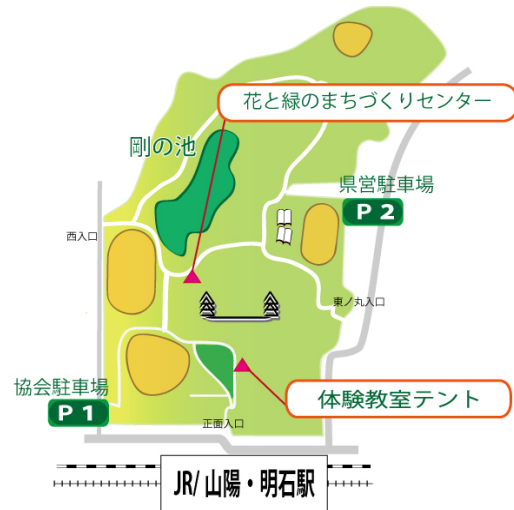 花と緑のまちづくりセンター
剛の池
県営駐車場
P 2
西入口
東ノ丸入口
協会駐車場
P 1
体験教室テント
正面入口
JR/ 山陽・明石駅